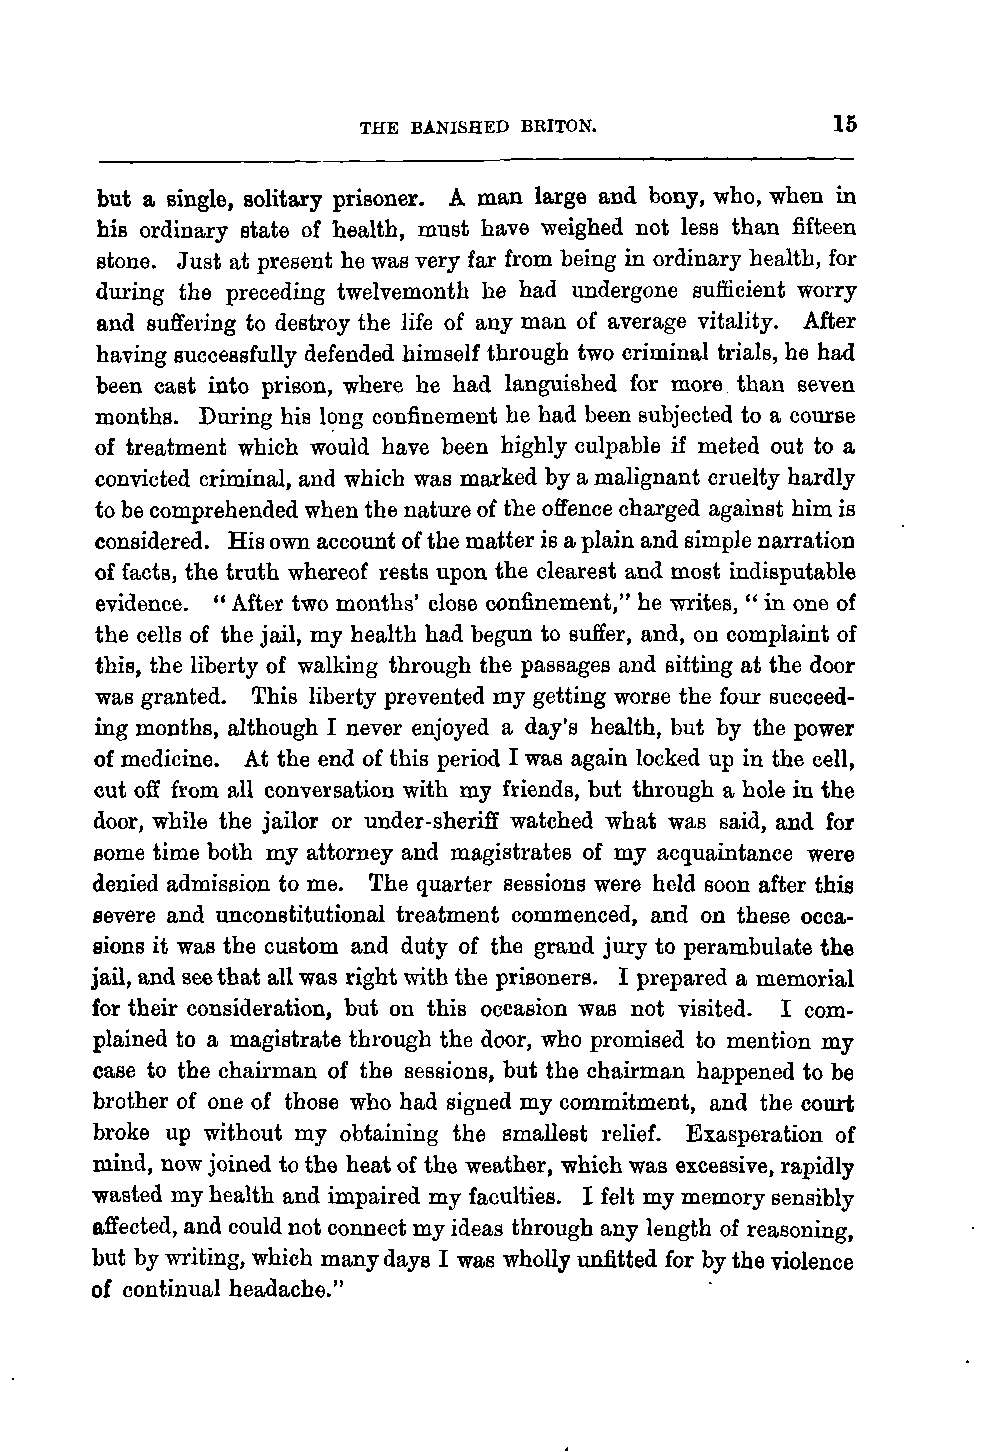 THE BANISHED BRITON. 15
but a single, solitary prisoner. A man large and bony, who, when in
his ordinary state of health, must have weighed not less than fifteen
stone. Just at present he was very far from being in ordinary health, for
during the preceding twelvemonth he had undergone sufficient worry
and suffering to destroy the life of any man of average vitality. After
having successfully defended himself through two criminal trials, he had
been cast into prison, where he had languished for more than seven
months. During his long confinement he had been subjected to a course
of treatment which would have been highly culpable if meted out to a
convicted criminal, and which was marked by a malignant cruelty hardly
to be comprehended when the nature of the offence charged against him is
considered. His own account of the matter is a plain and simple narration
of facts, the truth whereof rests upon the clearest and most indisputable
evidence. “After two months’ close confinement,” he writes, “in one of
the cells of the jail, my health had begun to suffer, and, on complaint of
this, the liberty of walking through the passages and sitting at the door
was granted. This liberty prevented my getting worse the four succeed-
ing months, although I never enjoyed a day's health, but by the power
of medicine. At the end of this period I was again locked up in the cell,
cut off from all conversation with my friends, but through a hole in the
door, while the jailor or under-sheriff watched what was said, and for
some time both my attorney and magistrates of my acquaintance were
denied admission to me. The quarter sessions were held soon after this
severe and unconstitutional treatment commenced, and on these occa-
sions it was the custom and duty of the grand jury to perambulate the
jail, and see that all was right with the prisoners. I prepared a memorial
for their consideration, but on this occasion was not visited. I com-
plained to a magistrate through the door, who promised to mention my
case to the chairman of the sessions, but the chairman happened to be
brother of one of those who had signed my commitment, and the court
broke up without my obtaining the smallest relief. Exasperation of
mind, now joined to the heat of the weather, which was excessive, rapidly
wasted my health and impaired my faculties. I felt my memory sensibly
affected, and could not connect my ideas through any length of reasoning,
but by writing, which many days I was wholly unfitted for by the violence
of continual headache.”